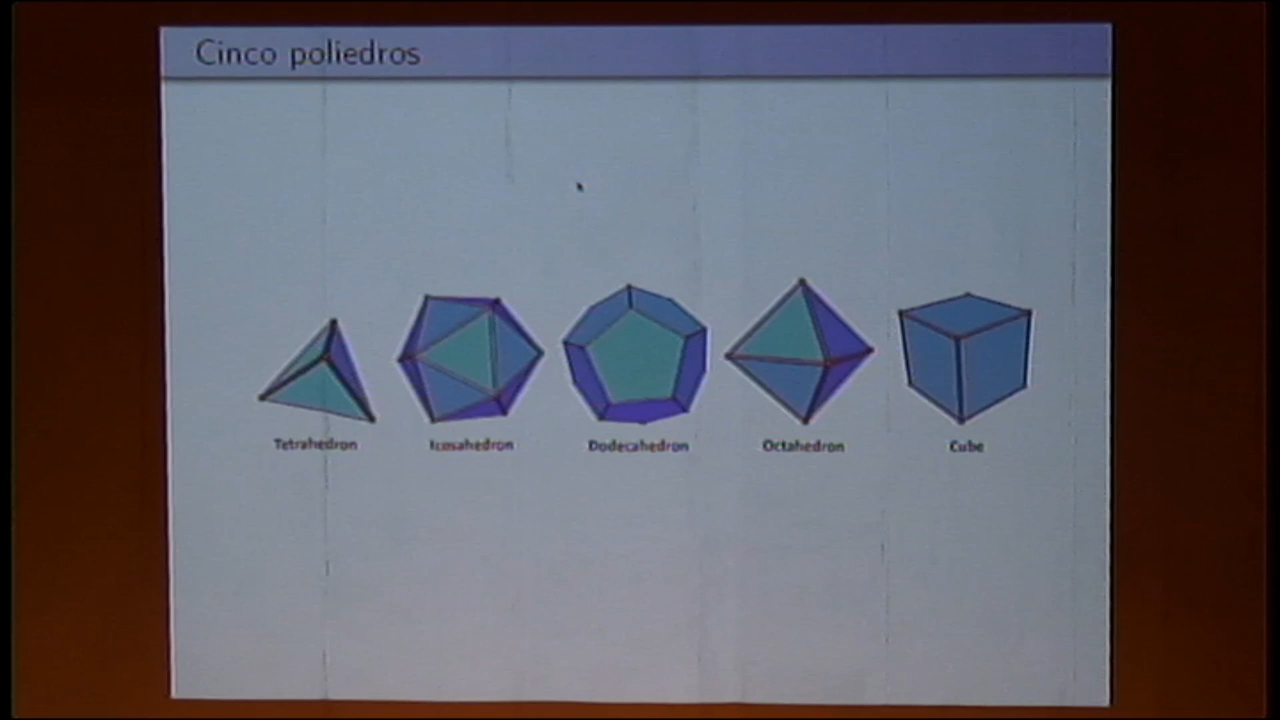 Cinco poliedros
Tetrahedron
Icosahedron
Dodecahedron
Octahedron
Cube